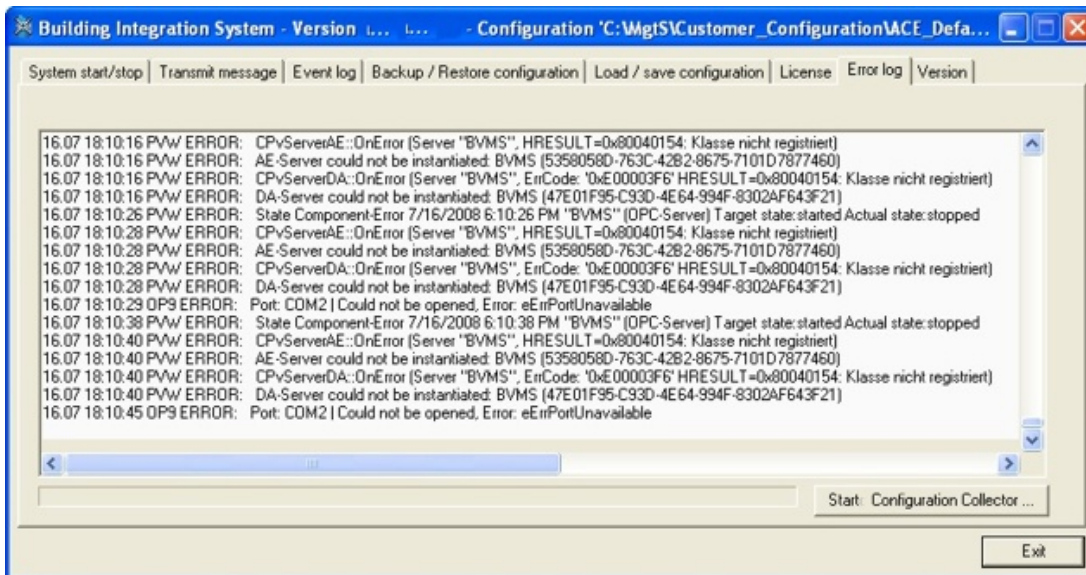 Building Integration System - Version - Configuration 'C:\MgtS\Customer_Configuration\ACE_Defa...
System start/stop Transmit message Event log Backup / Restore configuration Load / save configuration License Error log Version
16.07 18:10:16 PVW ERROR: CPvServerAE::OnError (Server "BVMS", HRESULT=0x80040154: Klasse nicht registriert)
16.07 18:10:16 PVW ERROR: AE-Server could not be instantiated: BVMS (5358058D-763C-42B2-8675-7101D7877460)
16.07 18:10:16 PVW ERROR: CPvServerDA::OnError (Server "BVMS", ErrCode: '0xE00003F6' HRESULT=0x80040154: Klasse nicht registriert)
16.07 18:10:16 PVW ERROR: DA-Server could not be instantiated: BVMS (47E01F95-C93D-4E64-994F-8302AF643F21)
16.07 18:10:26 PVW ERROR: State Component-Error 7/16/2008 6:10:26 PM "BVMS" (OPC-Server) Target state:started Actual state:stopped
16.07 18:10:28 PVW ERROR: CPvServerAE::OnError (Server "BVMS", HRESULT=0x80040154: Klasse nicht registriert)
16.07 18:10:28 PVW ERROR: AE-Server could not be instantiated: BVMS (5358058D-763C-42B2-8675-7101D7877460)
16.07 18:10:28 PVW ERROR: CPvServerDA::OnError (Server "BVMS", ErrCode: '0xE00003F6' HRESULT=0x80040154: Klasse nicht registriert)
16.07 18:10:28 PVW ERROR: DA-Server could not be instantiated: BVMS (47E01F95-C93D-4E64-994F-8302AF643F21)
16.07 18:10:29 OP9 ERROR: Port: COM2 | Could not be opened, Error: eErrPortUnavailable
16.07 18:10:38 PVW ERROR: State Component-Error 7/16/2008 6:10:38 PM "BVMS" (OPC-Server) Target state:started Actual state:stopped
16.07 18:10:40 PVW ERROR: CPvServerAE::OnError (Server "BVMS", HRESULT=0x80040154: Klasse nicht registriert)
16.07 18:10:40 PVW ERROR: AE-Server could not be instantiated: BVMS (5358058D-763C-42B2-8675-7101D7877460)
16.07 18:10:40 PVW ERROR: CPvServerDA::OnError (Server "BVMS", ErrCode: '0xE00003F6' HRESULT=0x80040154: Klasse nicht registriert)
16.07 18:10:40 PVW ERROR: DA-Server could not be instantiated: BVMS (47E01F95-C93D-4E64-994F-8302AF643F21)
16.07 18:10:45 OP9 ERROR: Port: COM2 | Could not be opened, Error: eErrPortUnavailable
Start Configuration Collector ...
Exit